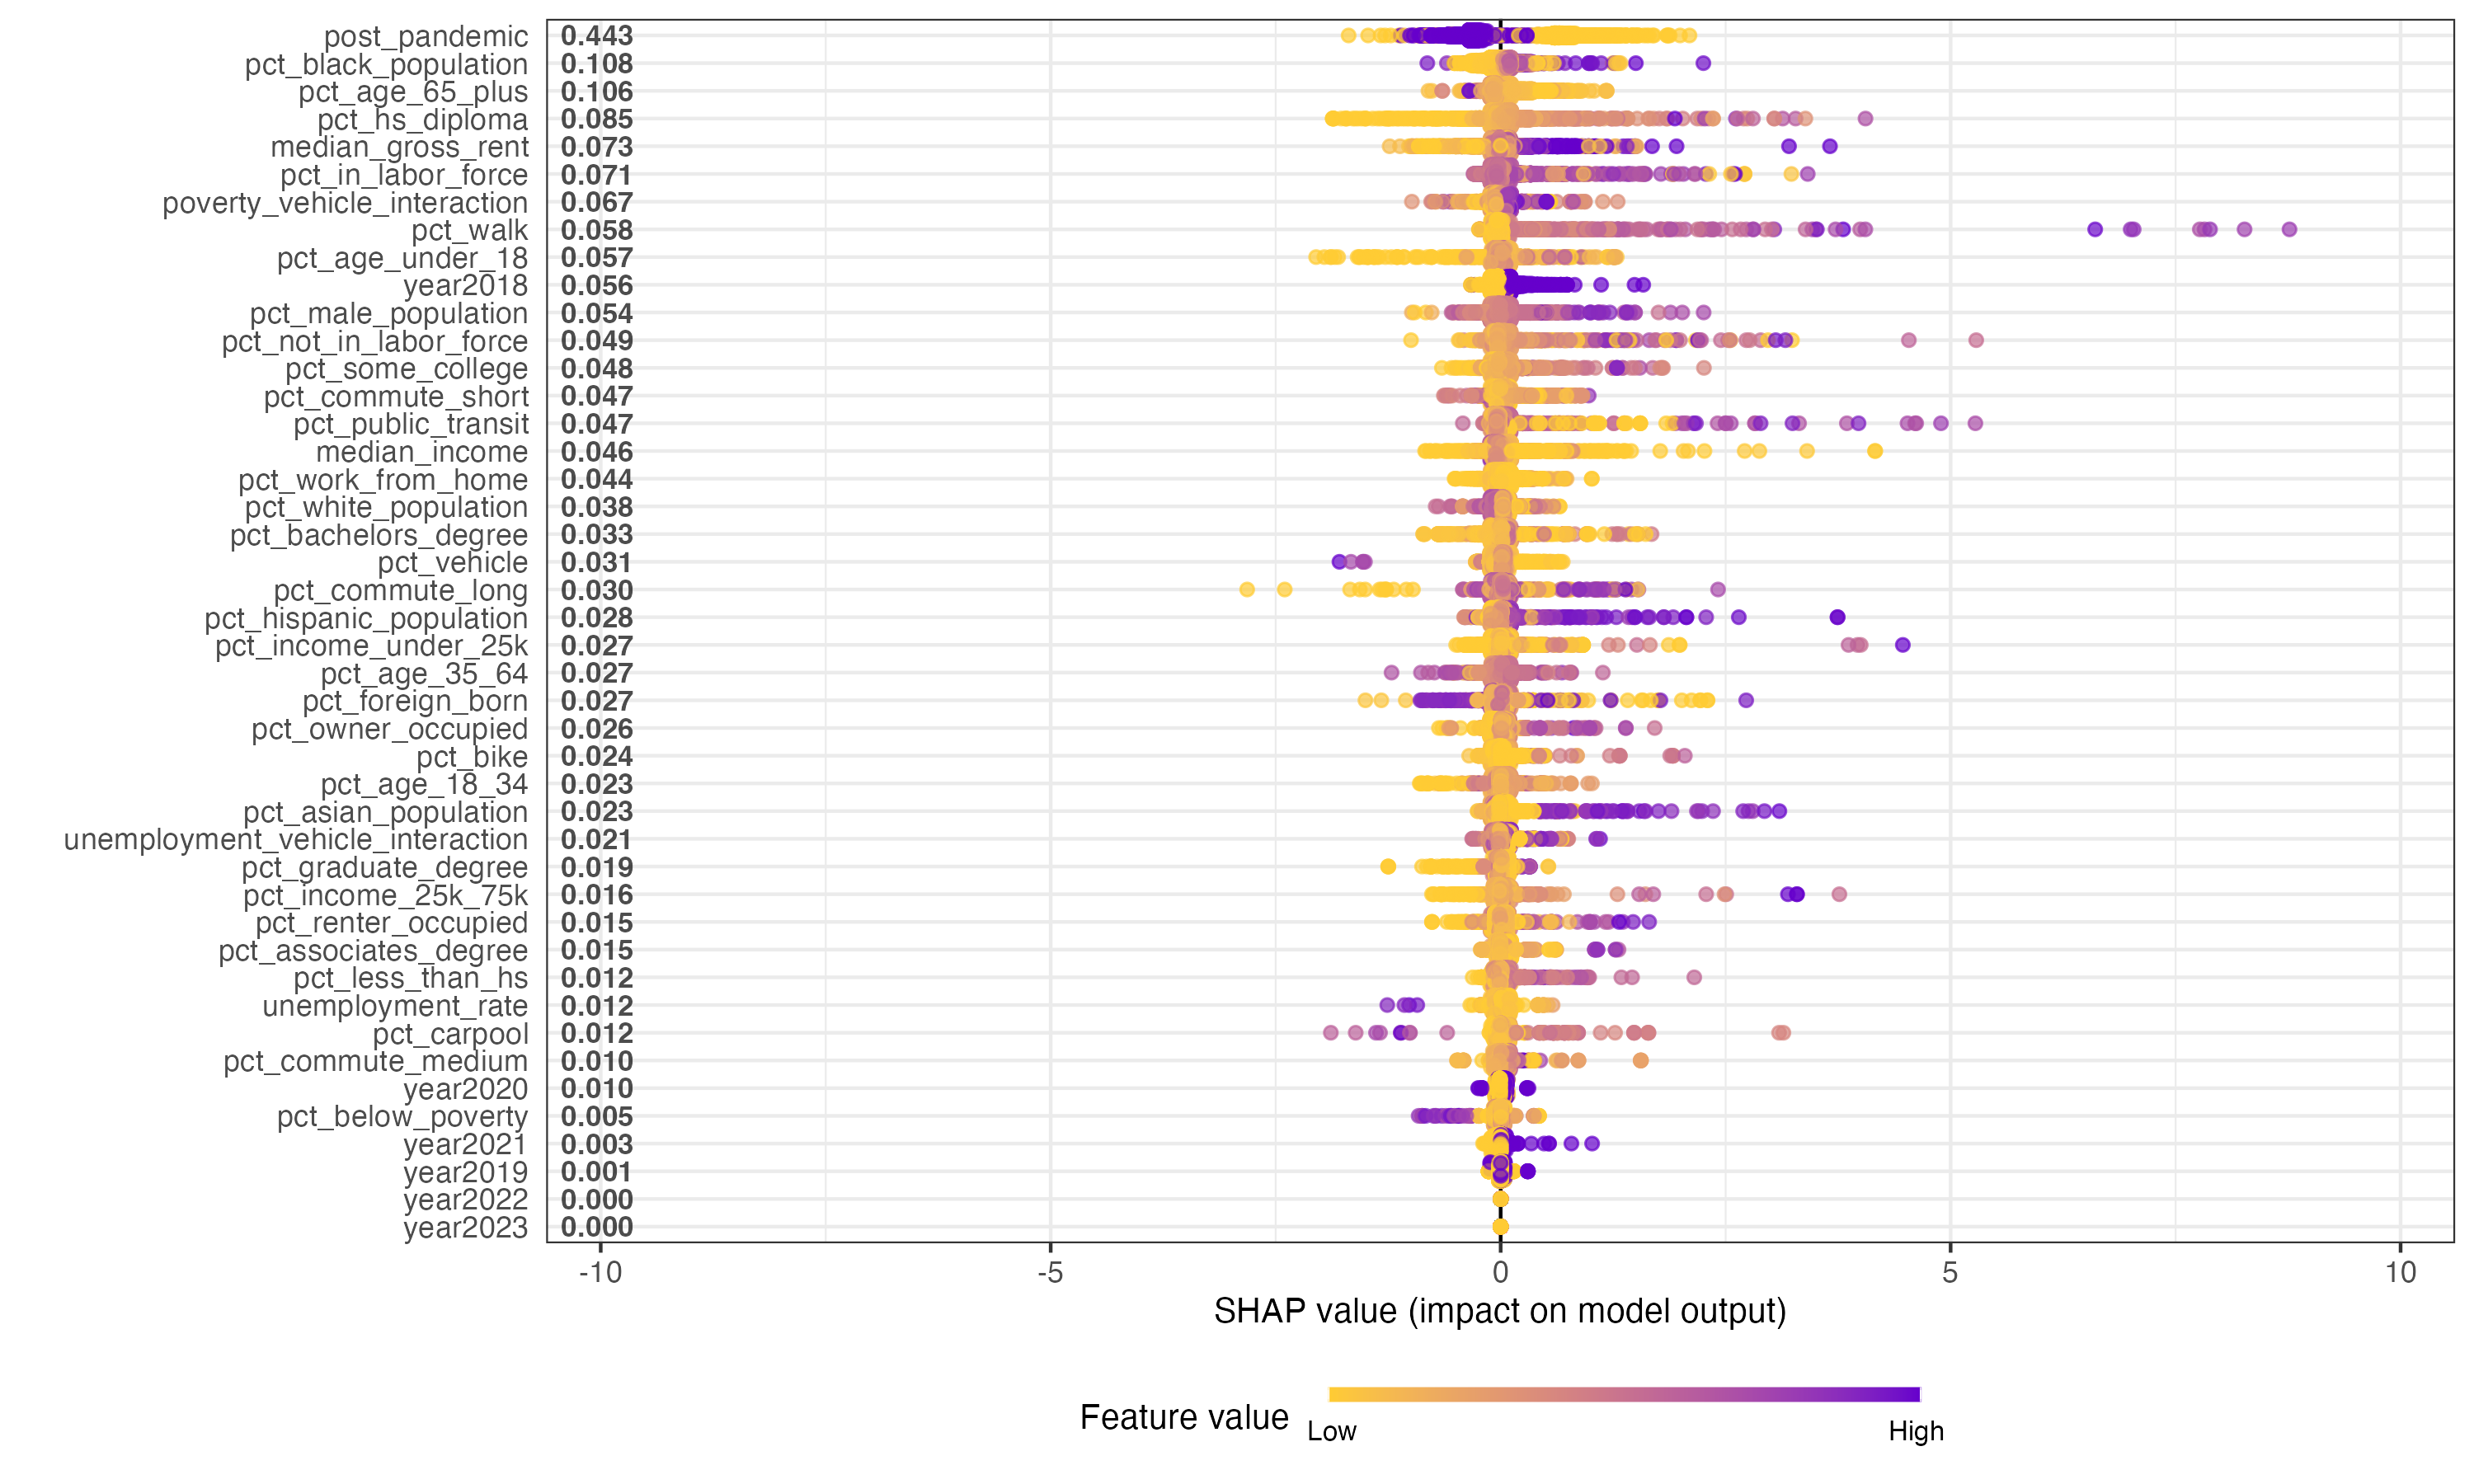 post_pandemic 0.443
pct_black_population 0.108
pct_age_65_plus 0.106
pct_hs_diploma 0.085
median_gross_rent 0.073
pct_in_labor_force 0.071
poverty_vehicle_interaction 0.067
pct_walk 0.058
pct_age_under_18 0.057
year2018 0.056
pct_male_population 0.054
pct_not_in_labor_force 0.049
pct_some_college 0.048
pct_commute_short 0.047
pct_public_transit 0.047
median_income 0.046
pct_work_from_home 0.044
pct_white_population 0.038
pct_bachelors_degree 0.033
pct_vehicle 0.031
pct_commute_long 0.030
pct_hispanic_population 0.028
pct_income_under_25k 0.027
pct_age_35_64 0.027
pct_foreign_born 0.027
pct_owner_occupied 0.026
pct_bike 0.024
pct_age_18_34 0.023
pct_asian_population 0.023
unemployment_vehicle_interaction 0.021
pct_graduate_degree 0.019
pct_income_25k_75k 0.016
pct_renter_occupied 0.015
pct_associates_degree 0.015
pct_less_than_hs 0.012
unemployment_rate 0.012
pct_carpool 0.012
pct_commute_medium 0.010
year2020 0.010
pct_below_poverty 0.005
year2021 0.003
year2019 0.001
year2022 0.000
year2023 0.000
-10 -5 0 5 10
SHAP value (impact on model output)
Feature value
Low High